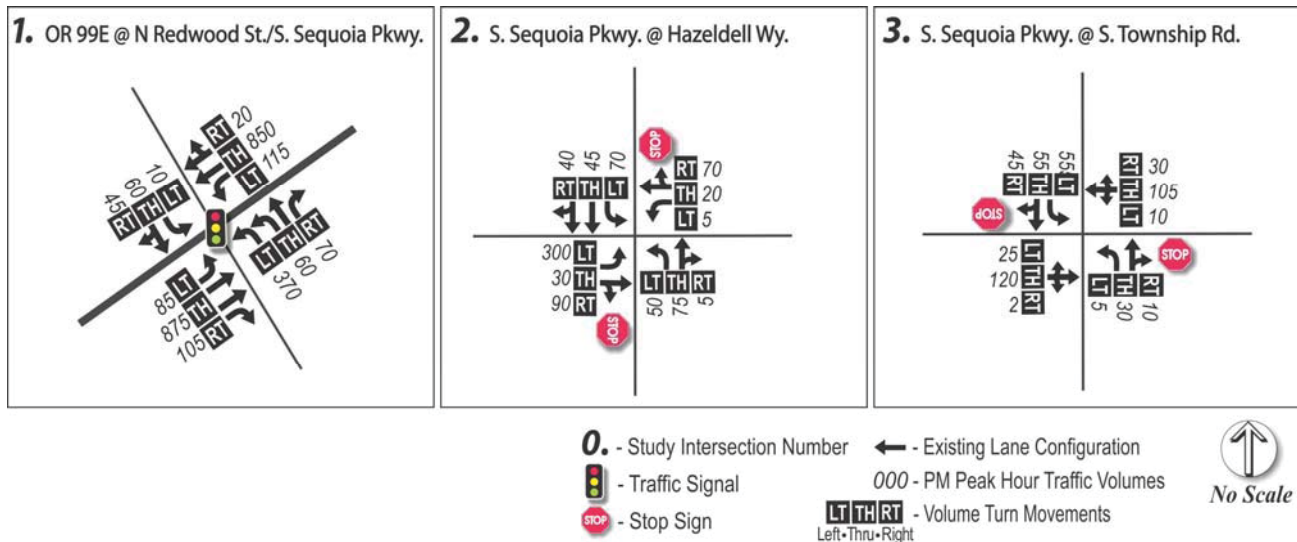 1. OR 99E @ N Redwood St./S. Sequoia Pkwy.
RT 20
TH 850
LT 115
10 LT
60 TH
45 RT
85 LT
875 TH
105 RT
LT TH RT
370 60 70
2. S. Sequoia Pkwy. @ Hazeldell Wy.
STOP
40 45 70
RT TH LT
RT 70
TH 20
LT 5
300 LT
30 TH
90 RT
LT TH RT
50 75 5
STOP
3. S. Sequoia Pkwy. @ S. Township Rd.
45 55 55
RT TH LT
STOP
RT 30
TH 105
LT 10
25 LT
120 TH
2 RT
STOP
LT TH RT
5 30 10
0. - Study Intersection Number
- Traffic Signal
STOP - Stop Sign
- Existing Lane Configuration
000 - PM Peak Hour Traffic Volumes
LT TH RT - Volume Turn Movements
Left•Thru•Right
No Scale